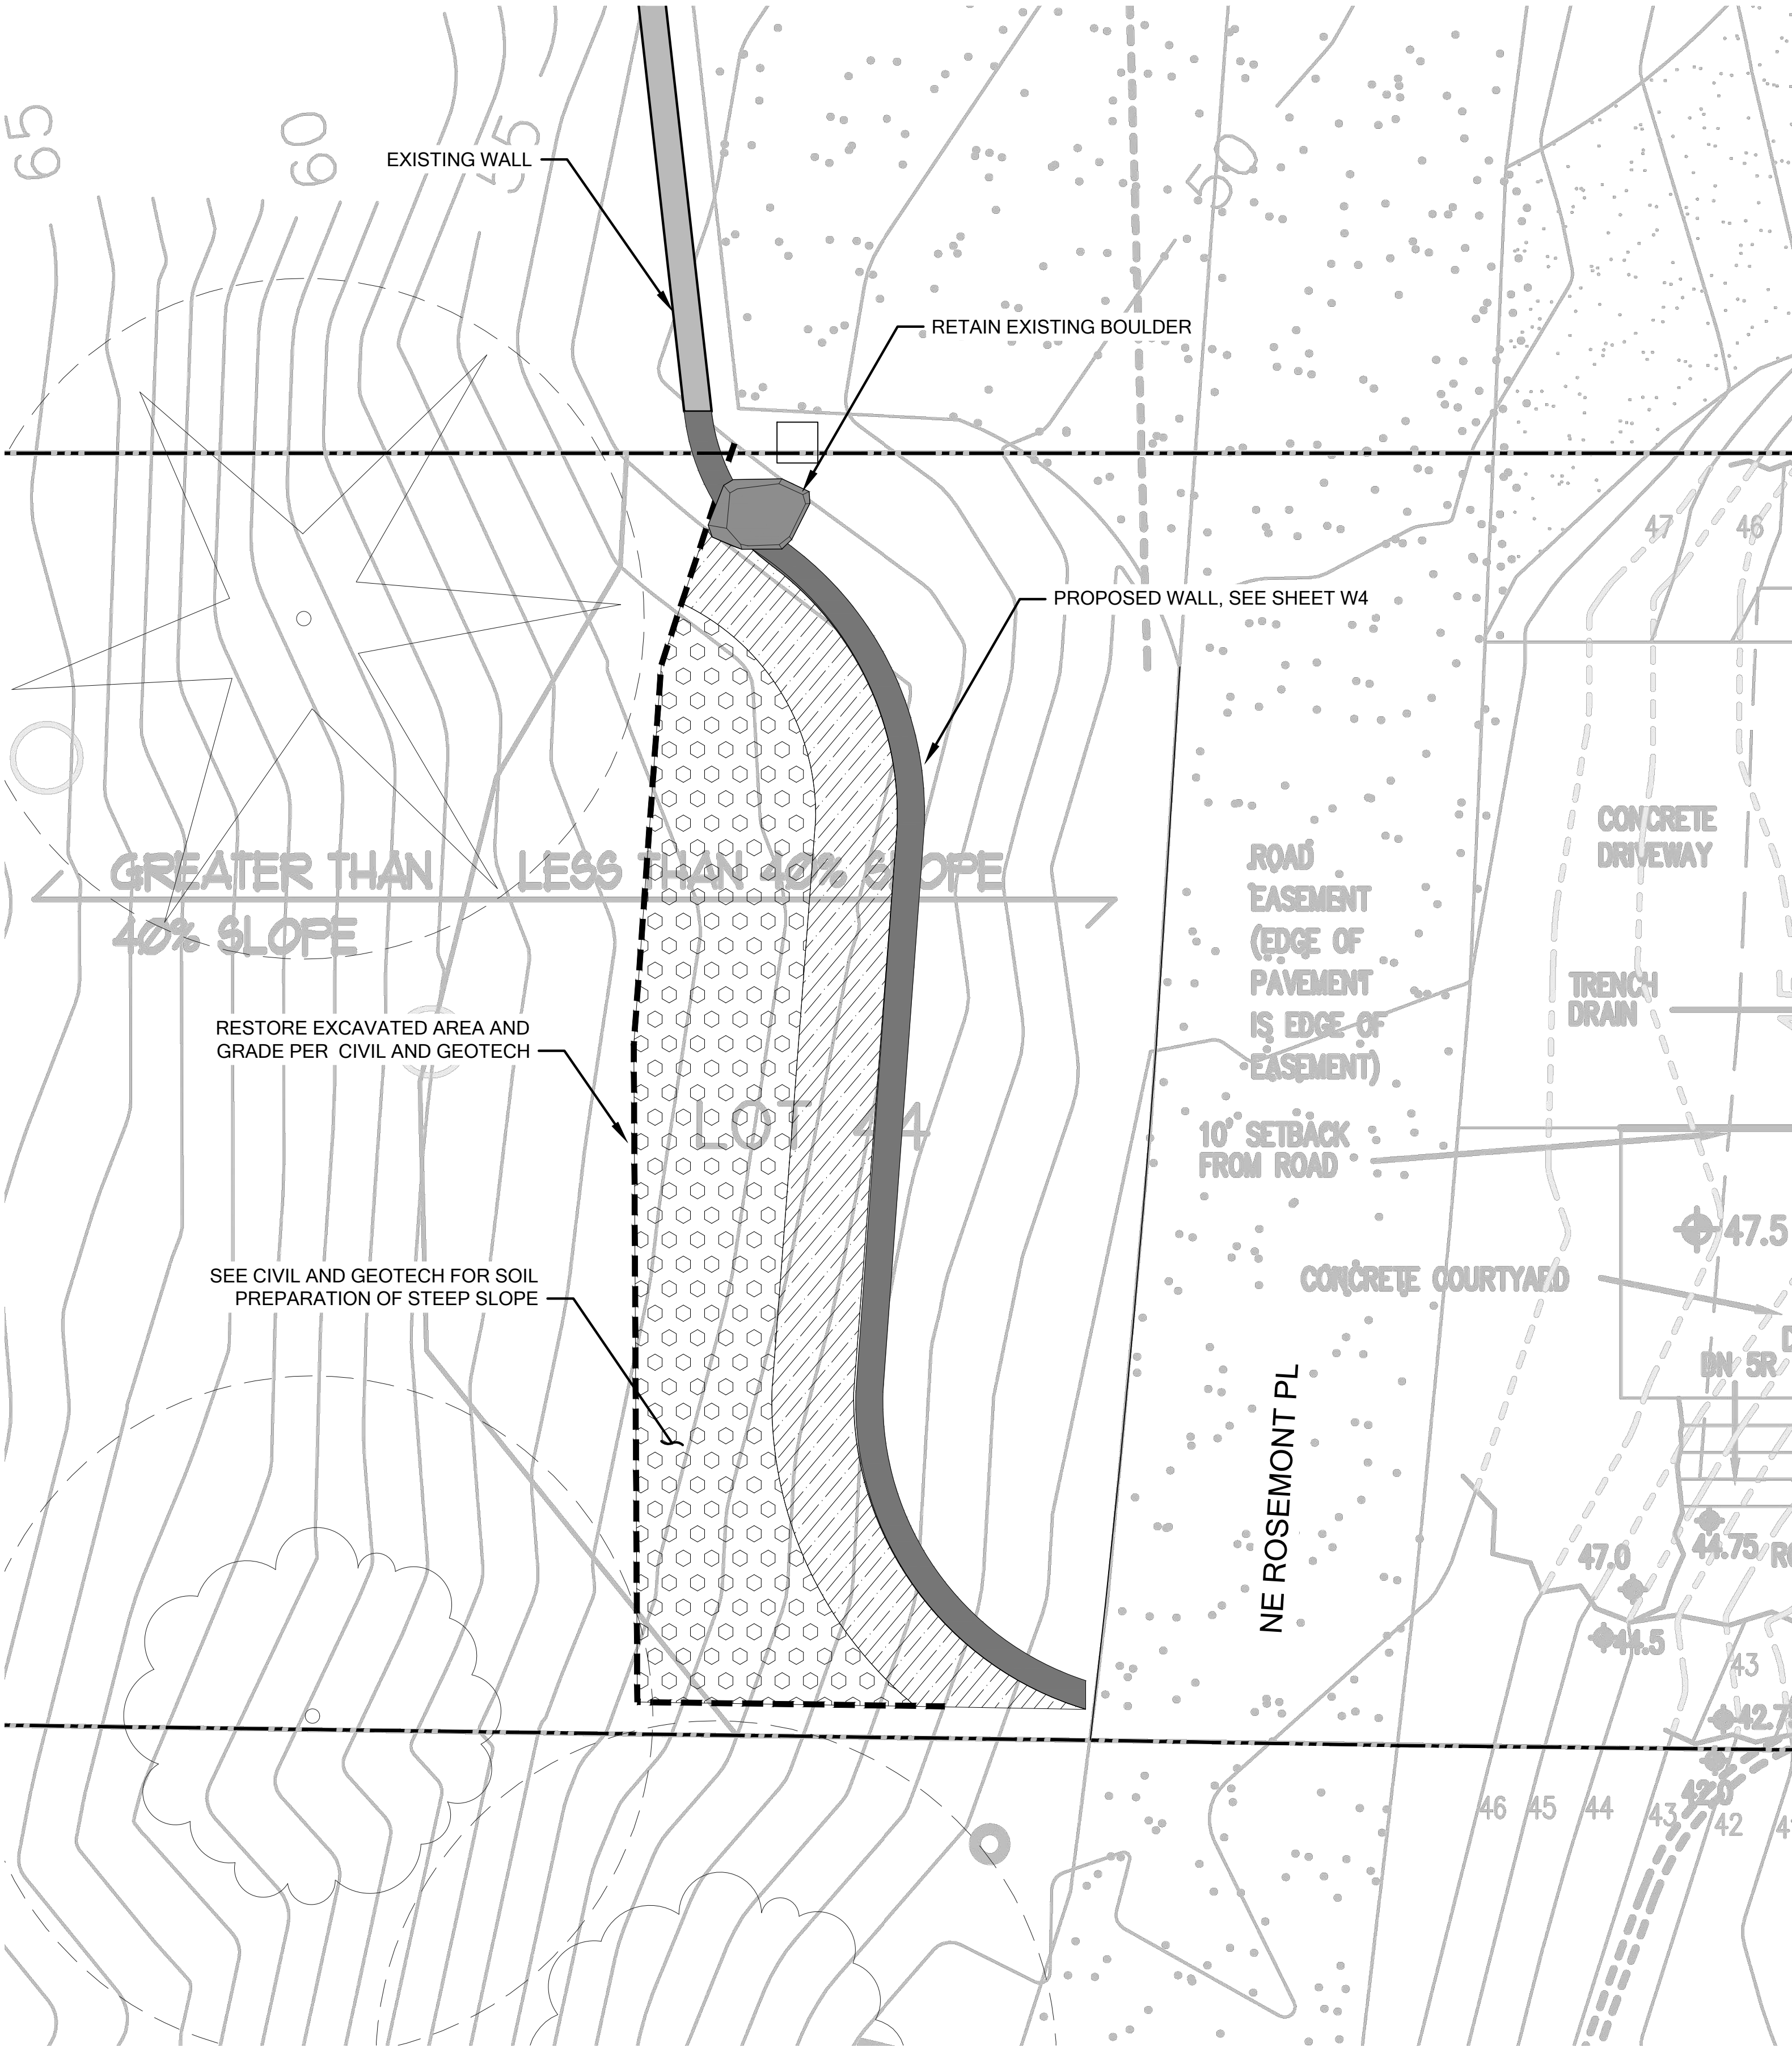 65
60
55
50
EXISTING WALL
RETAIN EXISTING BOULDER
47
46
PROPOSED WALL, SEE SHEET W4
CONCRETE
DRIVEWAY
GREATER THAN
40% SLOPE
LESS THAN 40% SLOPE
ROAD
EASEMENT
(EDGE OF
PAVEMENT
IS EDGE OF
EASEMENT)
TRENCH
DRAIN
RESTORE EXCAVATED AREA AND
GRADE PER CIVIL AND GEOTECH
LOT 44
10' SETBACK
FROM ROAD
47.5
SEE CIVIL AND GEOTECH FOR SOIL
PREPARATION OF STEEP SLOPE
CONCRETE COURTYARD
DN 5R
NE ROSEMONT PL
47.0
44.75
44.5
43
42.0
46
45
44
43
42